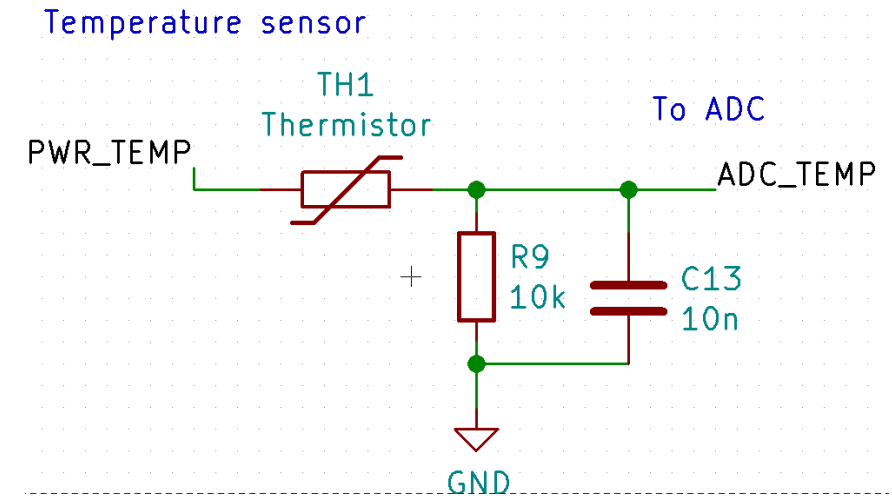 Temperature sensor
TH1
Thermistor
To ADC
PWR_TEMP
ADC_TEMP
R9
10k
C13
10n
GND